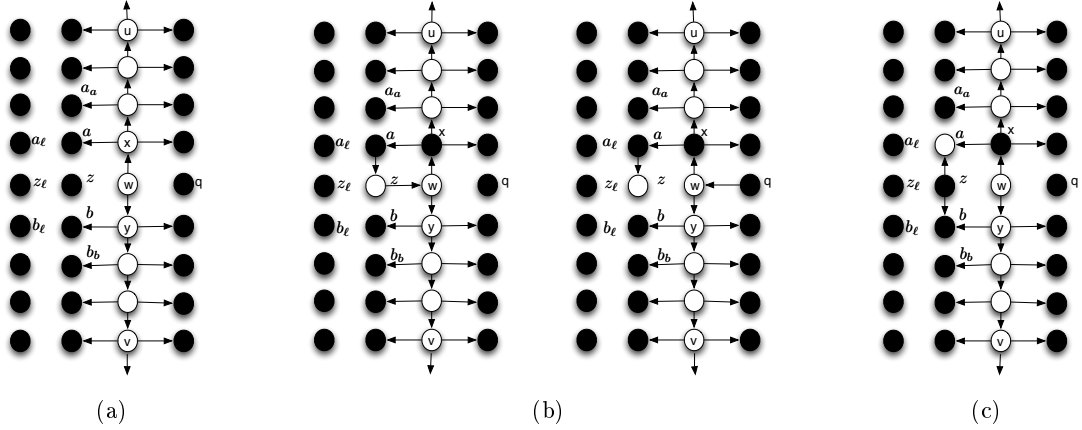 u u u u
a_a a_a a_a a_a
x x x x
a_ℓ a a_ℓ a a_ℓ a a_ℓ a
z_ℓ z w q z_ℓ z w q z_ℓ z w q z_ℓ z w q
b_ℓ b y b_ℓ b y b_ℓ b y b_ℓ b y
b_b b_b b_b b_b
v v v v
(a) (b) (c)